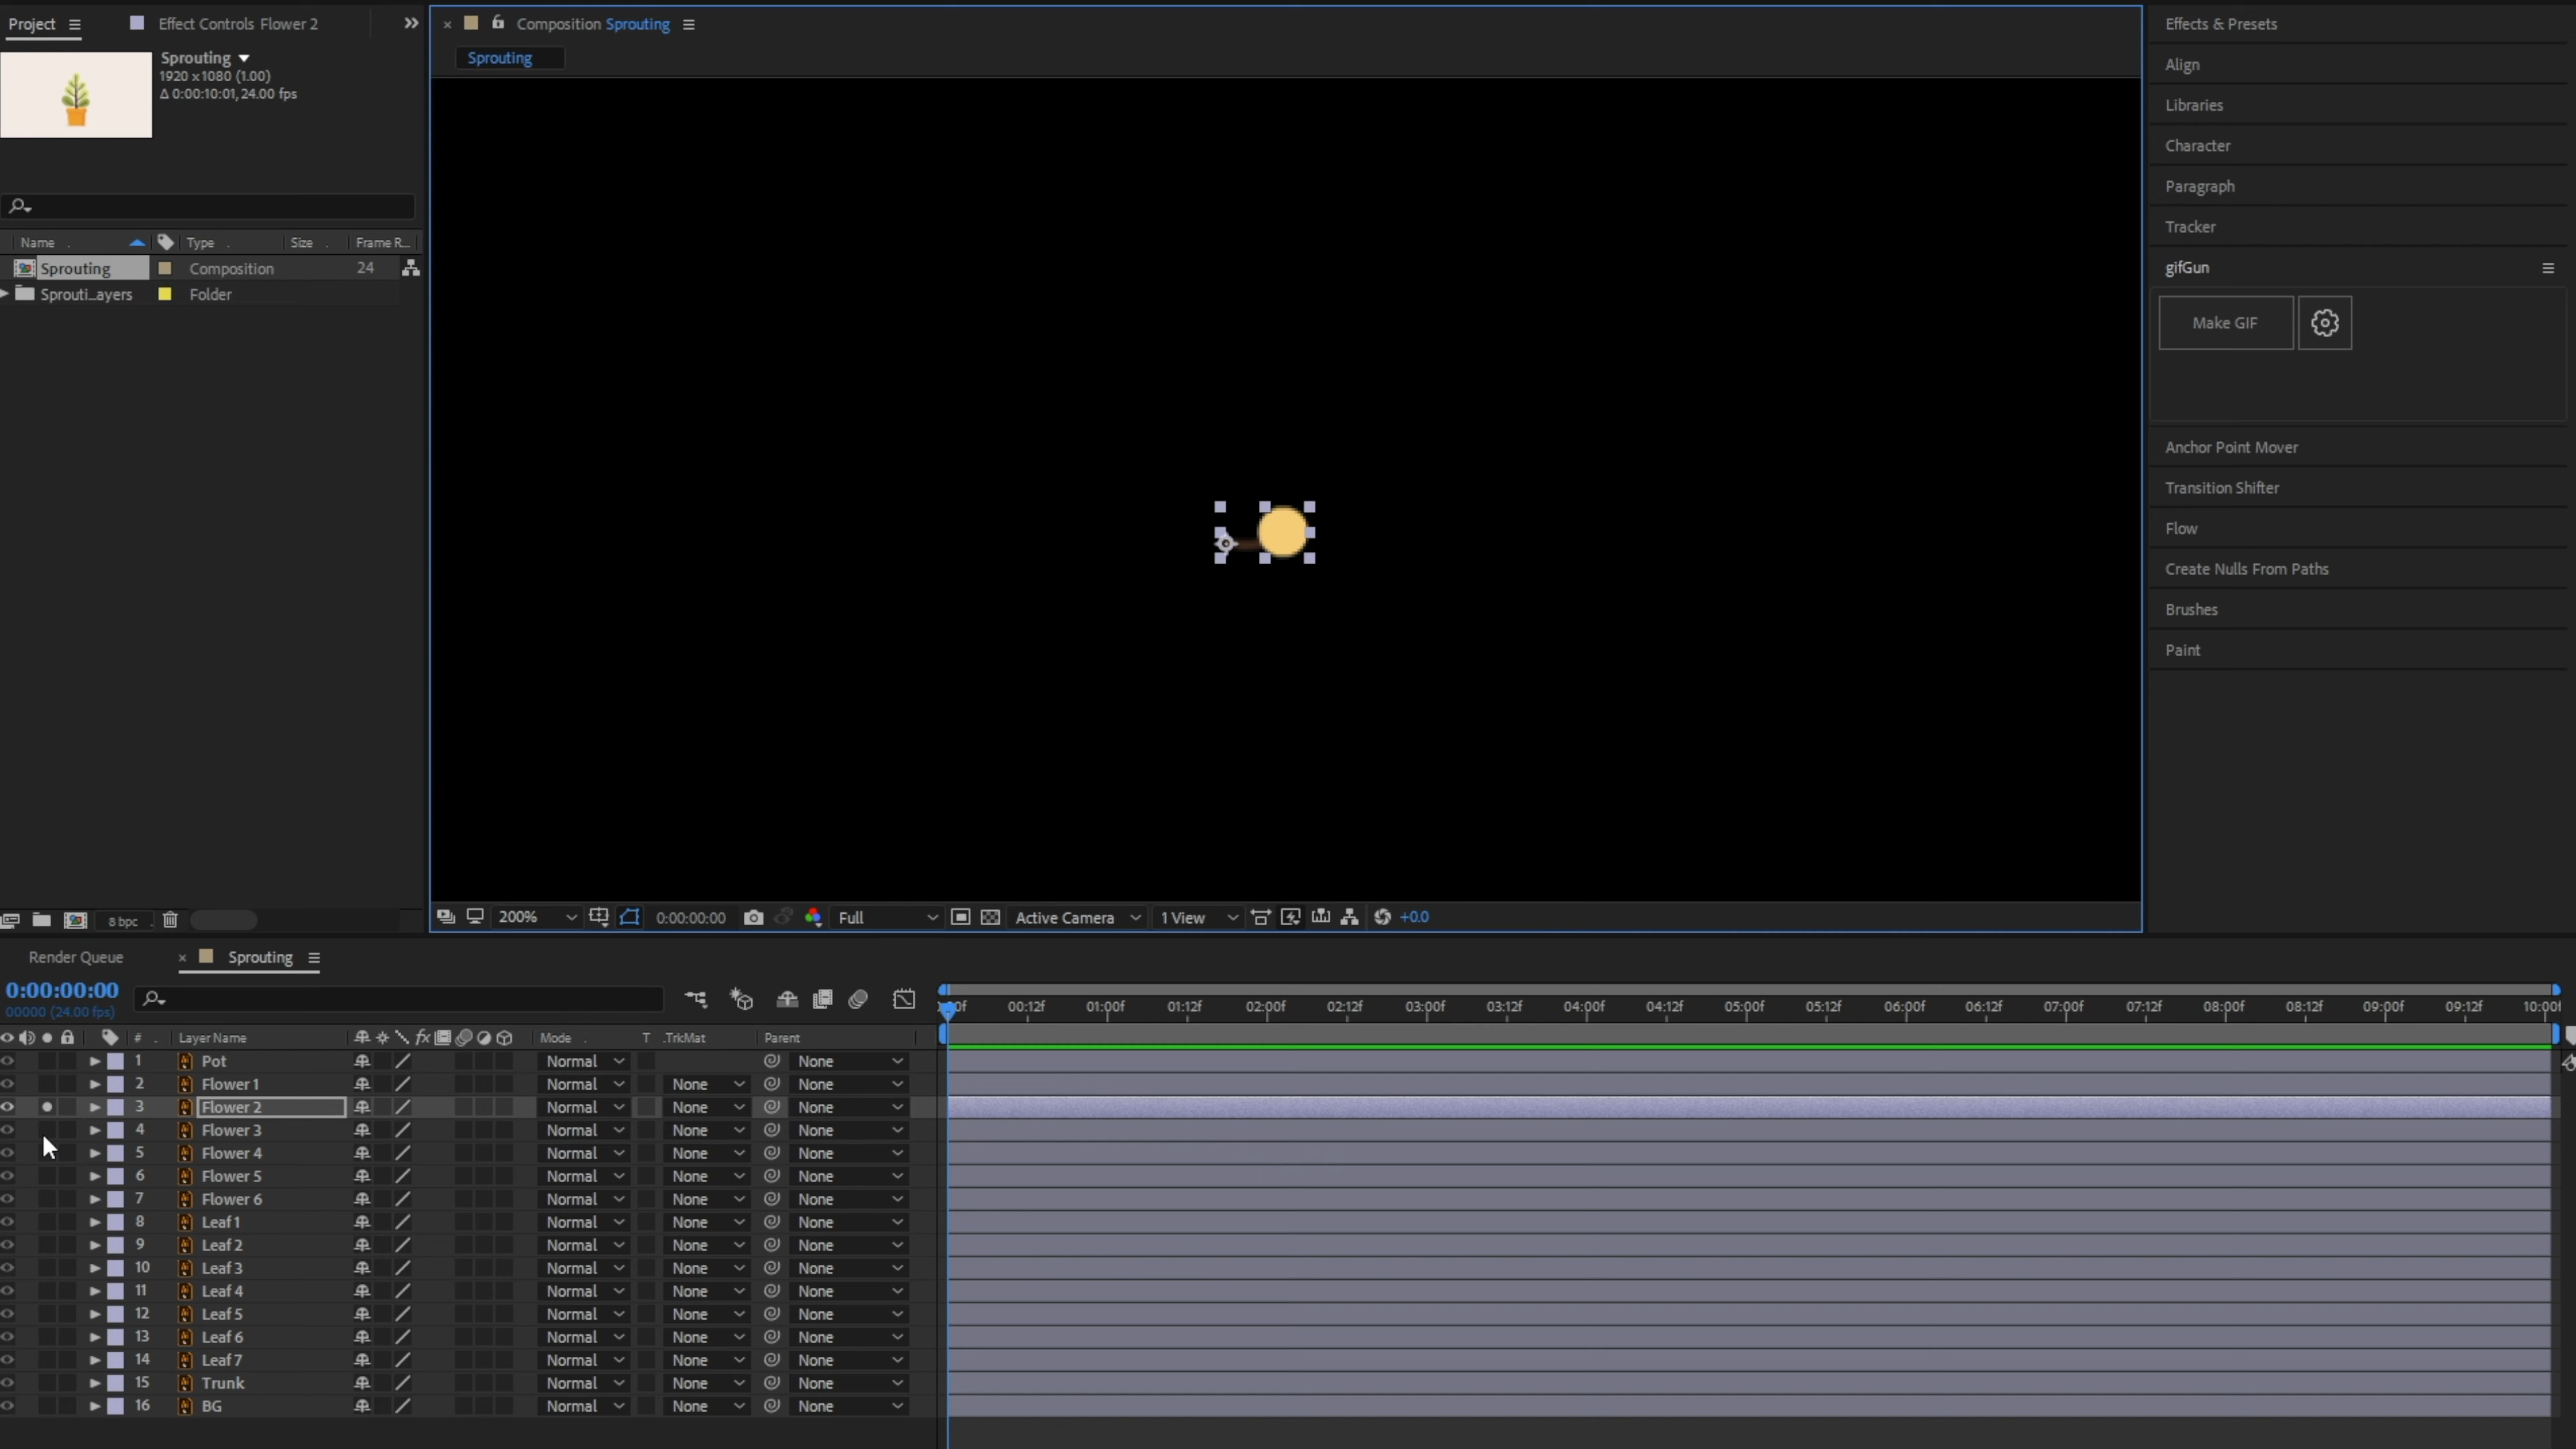 Project
Effect Controls Flower 2
Sprouting
1920 x1080 (1.00)
Δ 0:00:10:01, 24.00 fps
Name
Type
Size
Frame R...
Sprouting
Composition
24
Sprouti...ayers
Folder
8 bpc
Composition Sprouting
Sprouting
200%
0:00:00:00
Full
Active Camera
1 View
+0.0
Effects & Presets
Align
Libraries
Character
Paragraph
Tracker
gifGun
Make GIF
Anchor Point Mover
Transition Shifter
Flow
Create Nulls From Paths
Brushes
Paint
Render Queue
Sprouting
0:00:00:00
00000 (24.00 fps)
00:12f 01:00f 01:12f 02:00f 02:12f 03:00f 03:12f 04:00f 04:12f 05:00f 05:12f 06:00f 06:12f 07:00f 07:12f 08:00f 08:12f 09:00f 09:12f 10:00f
# Layer Name fx Mode T .TrkMat Parent
1 Pot Normal None
2 Flower 1 Normal None None
3 Flower 2 Normal None None
4 Flower 3 Normal None None
5 Flower 4 Normal None None
6 Flower 5 Normal None None
7 Flower 6 Normal None None
8 Leaf 1 Normal None None
9 Leaf 2 Normal None None
10 Leaf 3 Normal None None
11 Leaf 4 Normal None None
12 Leaf 5 Normal None None
13 Leaf 6 Normal None None
14 Leaf 7 Normal None None
15 Trunk Normal None None
16 BG Normal None None